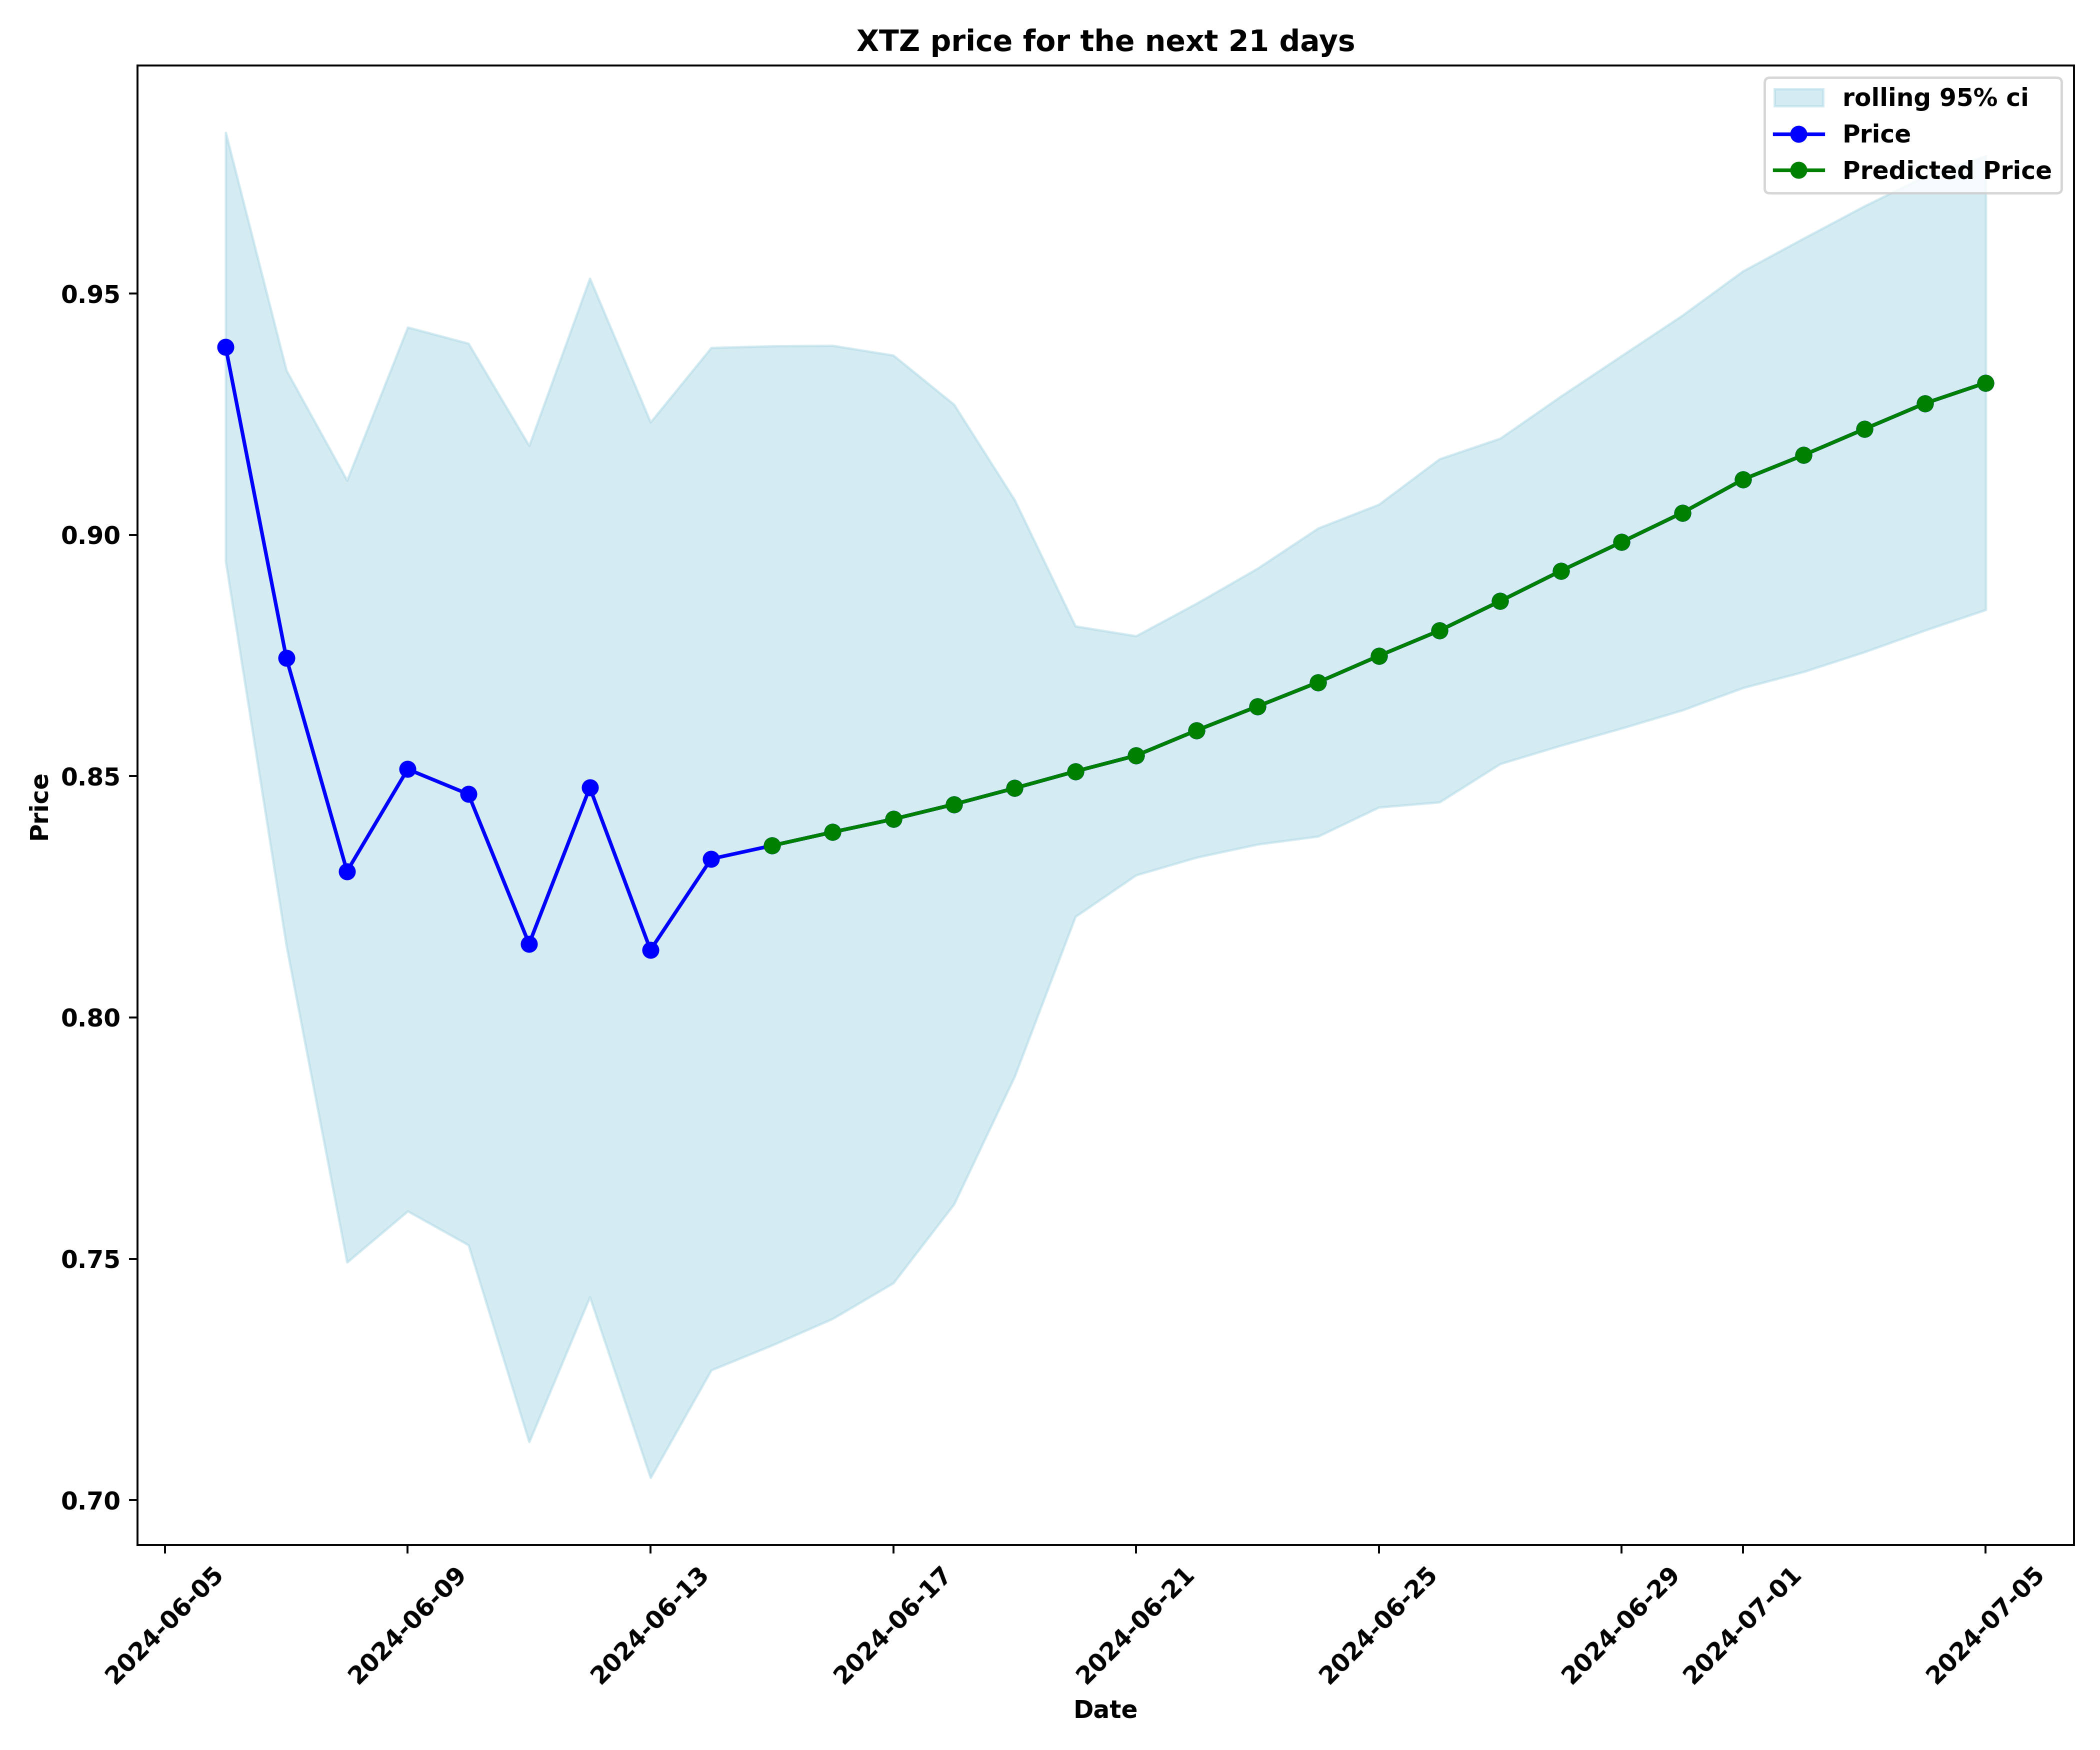 XTZ price for the next 21 days
rolling 95% ci
Price
Predicted Price
0.95
0.90
0.85
0.80
0.75
0.70
Price
2024-06-05
2024-06-09
2024-06-13
2024-06-17
2024-06-21
2024-06-25
2024-06-29
2024-07-01
2024-07-05
Date